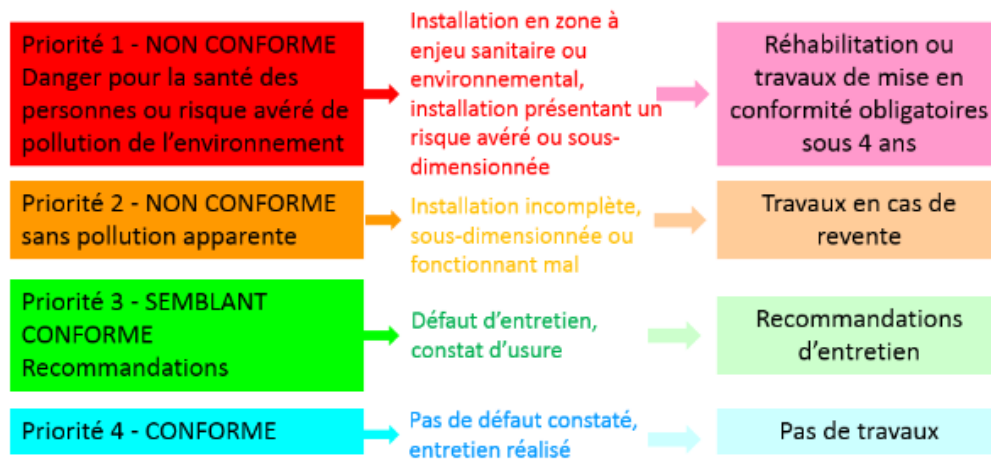 Priorité 1 - NON CONFORME
Danger pour la santé des
personnes ou risque avéré de
pollution de l'environnement
Installation en zone à
enjeu sanitaire ou
environnemental,
installation présentant un
risque avéré ou sous-
dimensionnée
Réhabilitation ou
travaux de mise en
conformité obligatoires
sous 4 ans
Priorité 2 - NON CONFORME
sans pollution apparente
Installation incomplète,
sous-dimensionnée ou
fonctionnant mal
Travaux en cas de
revente
Priorité 3 - SEMBLANT
CONFORME
Recommandations
Défaut d'entretien,
constat d'usure
Recommandations
d'entretien
Priorité 4 - CONFORME
Pas de défaut constaté,
entretien réalisé
Pas de travaux